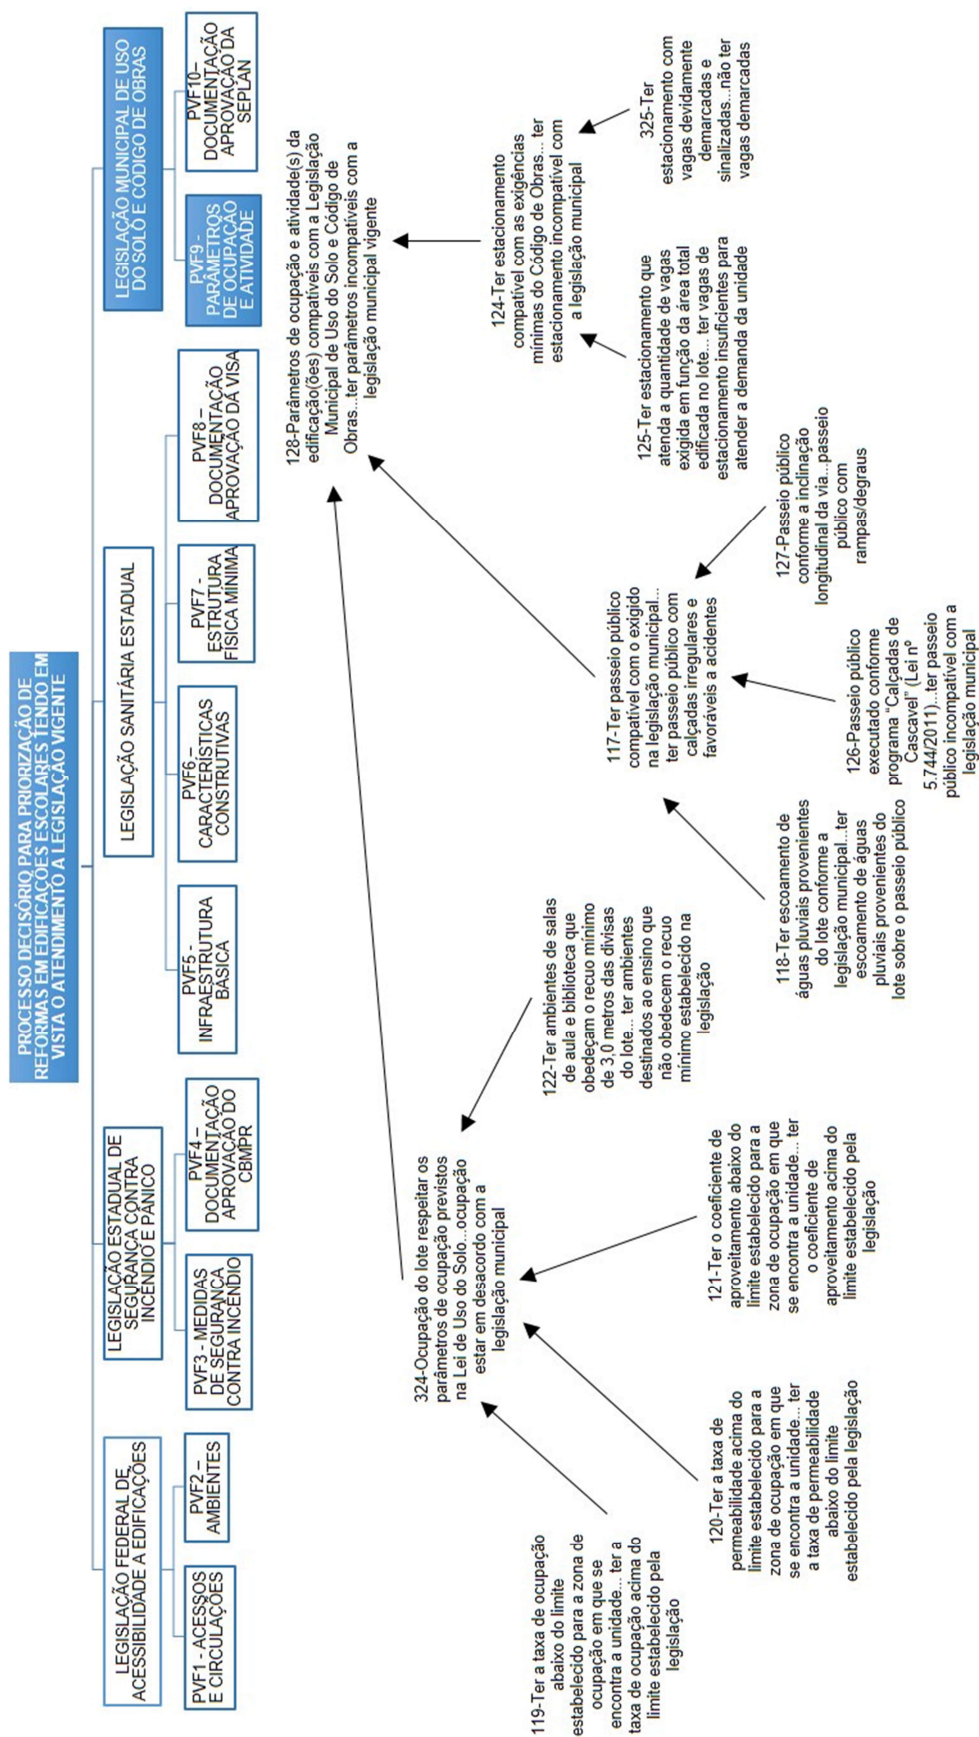 PROCESSO DECISÓRIO PARA PRIORIZAÇÃO DE
REFORMAS EM EDIFICAÇÕES ESCOLARES TENDO EM
VISTA O ATENDIMENTO A LEGISLAÇÃO VIGENTE
LEGISLAÇÃO FEDERAL DE
ACESSIBILIDADE A EDIFICAÇÕES
LEGISLAÇÃO ESTADUAL DE
SEGURANÇA CONTRA
INCÊNDIO E PÂNICO
LEGISLAÇÃO SANITÁRIA ESTADUAL
LEGISLAÇÃO MUNICIPAL DE USO
DO SOLO E CÓDIGO DE OBRAS
PVF1 - ACESSOS
E CIRCULAÇÕES
PVF2 –
AMBIENTES
PVF3 - MEDIDAS
DE SEGURANÇA
CONTRA INCÊNDIO
PVF4 –
DOCUMENTAÇÃO
APROVAÇÃO DO
CBMPR
PVF5 -
INFRAESTRUTURA
BÁSICA
PVF6 –
CARACTERÍSTICAS
CONSTRUTIVAS
PVF7 -
ESTRUTURA
FÍSICA MÍNIMA
PVF8 –
DOCUMENTAÇÃO
APROVAÇÃO DA VISA
PVF9 -
PARÂMETROS
DE OCUPAÇÃO
E ATIVIDADE
PVF10–
DOCUMENTAÇÃO
APROVAÇÃO DA
SEPLAN
128-Parâmetros de ocupação e atividade(s) da
edificação(ões) compatíveis com a Legislação
Municipal de Uso do Solo e Código de
Obras...ter parâmetros incompatíveis com a
legislação municipal vigente
324-Ocupação do lote respeitar os
parâmetros de ocupação previstos
na Lei de Uso do Solo...ocupação
estar em desacordo com a
legislação municipal
117-Ter passeio público
compatível com o exigido
na legislação municipal...
ter passeio público com
calçadas irregulares e
favoráveis a acidentes
124-Ter estacionamento
compatível com as exigências
mínimas do Código de Obras... ter
estacionamento incompatível com
a legislação municipal
119-Ter a taxa de ocupação
abaixo do limite
estabelecido para a zona de
ocupação em que se
encontra a unidade... ter a
taxa de ocupação acima do
limite estabelecido pela
legislação
120-Ter a taxa de
permeabilidade acima do
limite estabelecido para a
zona de ocupação em que
se encontra a unidade... ter
a taxa de permeabilidade
abaixo do limite
estabelecido pela legislação
121-Ter o coeficiente de
aproveitamento abaixo do
limite estabelecido para a
zona de ocupação em que
se encontra a unidade... ter
o coeficiente de
aproveitamento acima do
limite estabelecido pela
legislação
122-Ter ambientes de salas
de aula e biblioteca que
obedeçam o recuo mínimo
de 3,0 metros das divisas
do lote... ter ambientes
destinados ao ensino que
não obedecem o recuo
mínimo estabelecido na
legislação
118-Ter escoamento de
águas pluviais provenientes
do lote conforme a
legislação municipal...ter
escoamento de águas
pluviais provenientes do
lote sobre o passeio público
126-Passeio público
executado conforme
programa “Calçadas de
Cascavel” (Lei nº
5.744/2011)...ter passeio
público incompatível com a
legislação municipal
127-Passeio público
conforme a inclinação
longitudinal da via...passeio
público com
rampas/degraus
125-Ter estacionamento que
atenda a quantidade de vagas
exigida em função da área total
edificada no lote... ter vagas de
estacionamento insuficientes para
atender a demanda da unidade
325-Ter
estacionamento com
vagas devidamente
demarcadas e
sinalizadas...não ter
vagas demarcadas